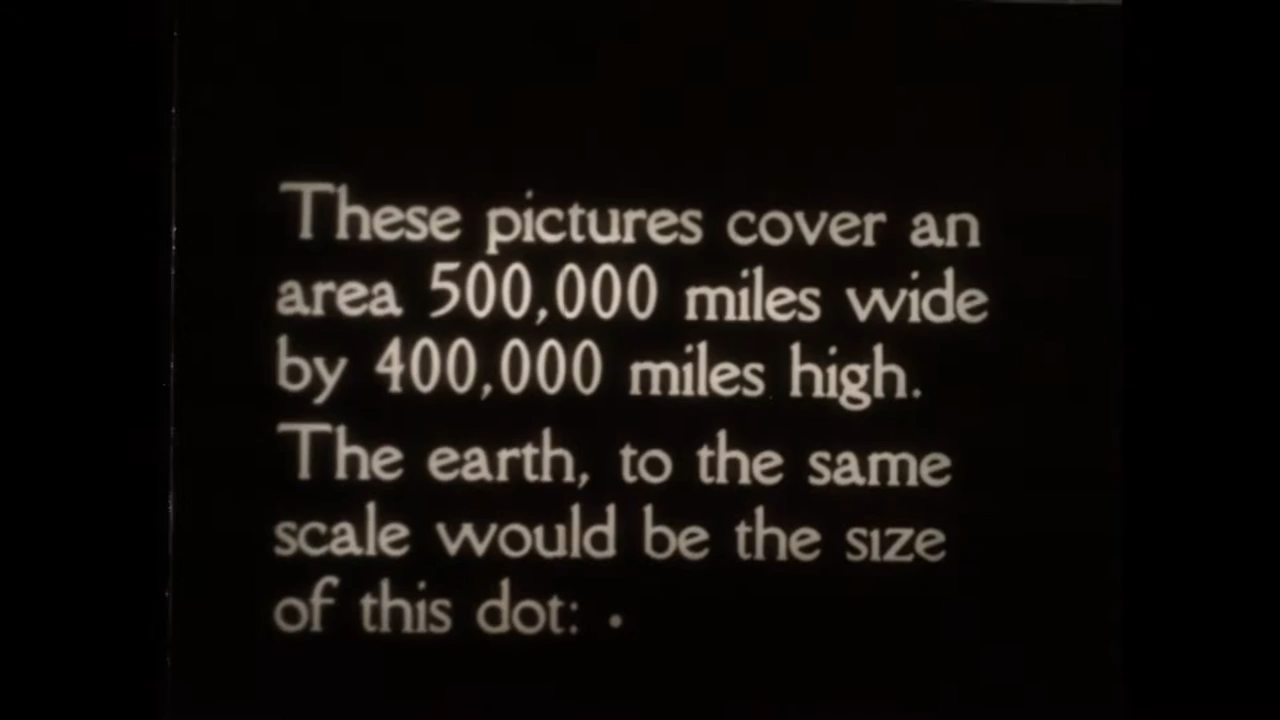 These pictures cover an
area 500,000 miles wide
by 400,000 miles high.
The earth, to the same
scale would be the size
of this dot: •